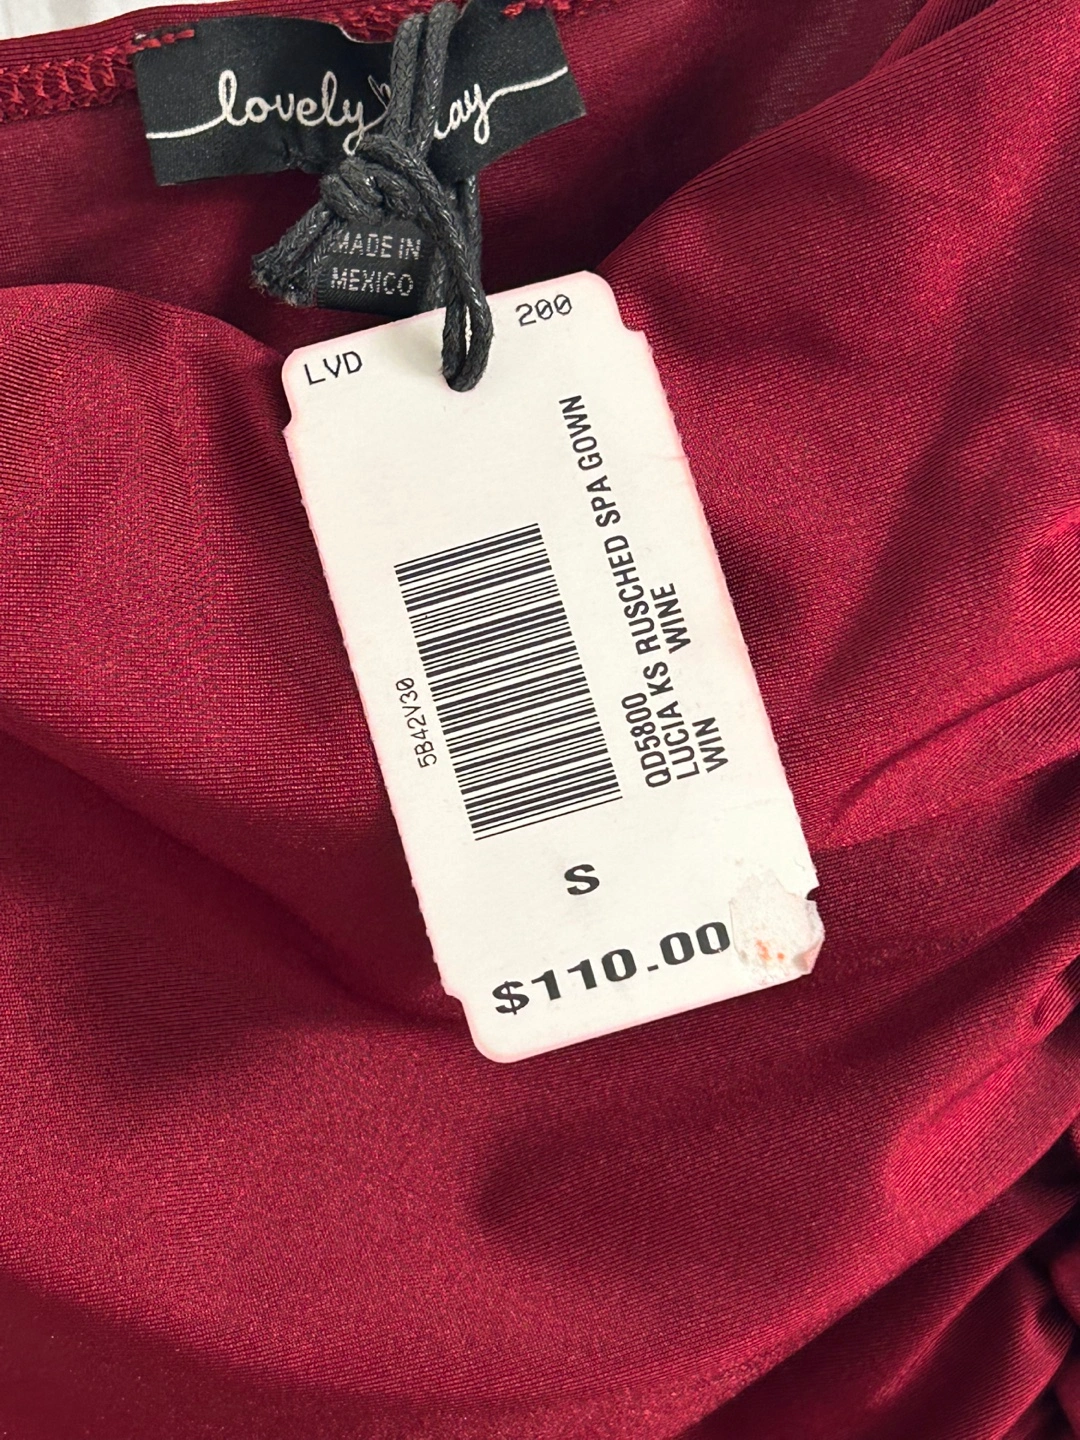 lovely
MADE IN
MEXICO
LVD
200
5B42V30
QD5800
LUCIA KS RUSCHED SPA GOWN
WIN WINE
S
$110.00